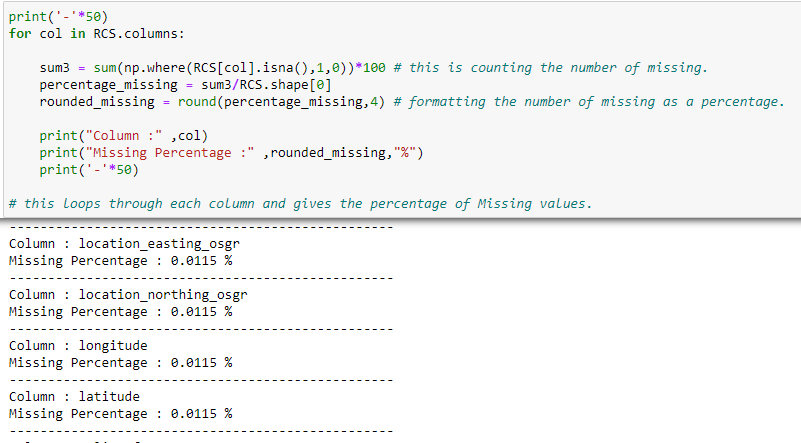 print('-'*50)
for col in RCS.columns:
sum3 = sum(np.where(RCS[col].isna(),1,0))*100 # this is counting the number of missing.
percentage_missing = sum3/RCS.shape[0]
rounded_missing = round(percentage_missing,4) # formatting the number of missing as a percentage.
print("Column :" ,col)
print("Missing Percentage :" ,rounded_missing,"%")
print('-'*50)
# this loops through each column and gives the percentage of Missing values.
--------------------------------------------------
Column : location_easting_osgr
Missing Percentage : 0.0115 %
--------------------------------------------------
Column : location_northing_osgr
Missing Percentage : 0.0115 %
--------------------------------------------------
Column : longitude
Missing Percentage : 0.0115 %
--------------------------------------------------
Column : latitude
Missing Percentage : 0.0115 %
--------------------------------------------------